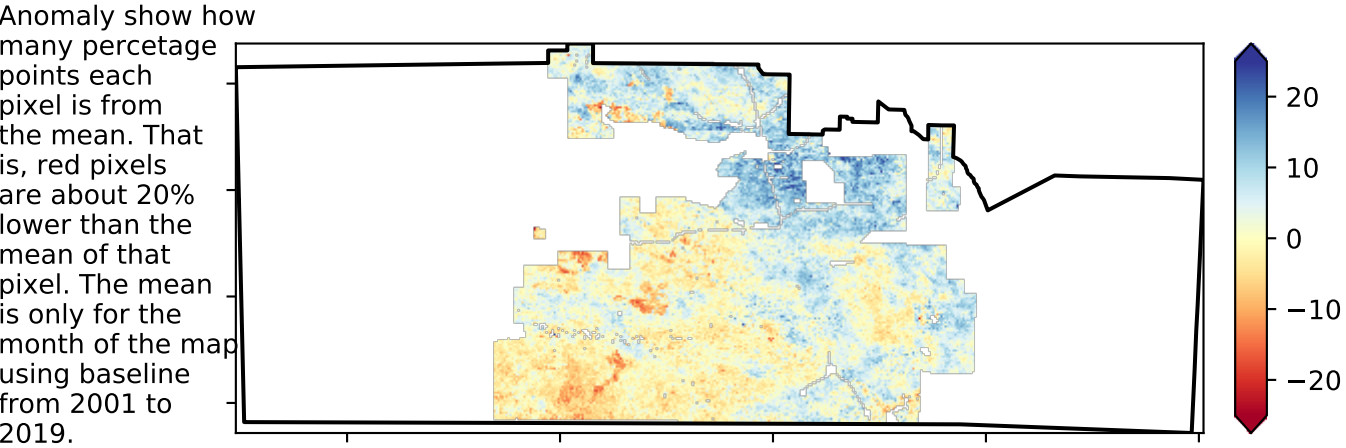 Anomaly show how
many percetage
points each
pixel is from
the mean. That
is, red pixels
are about 20%
lower than the
mean of that
pixel. The mean
is only for the
month of the map
using baseline
from 2001 to
2019.
20
10
0
−10
−20